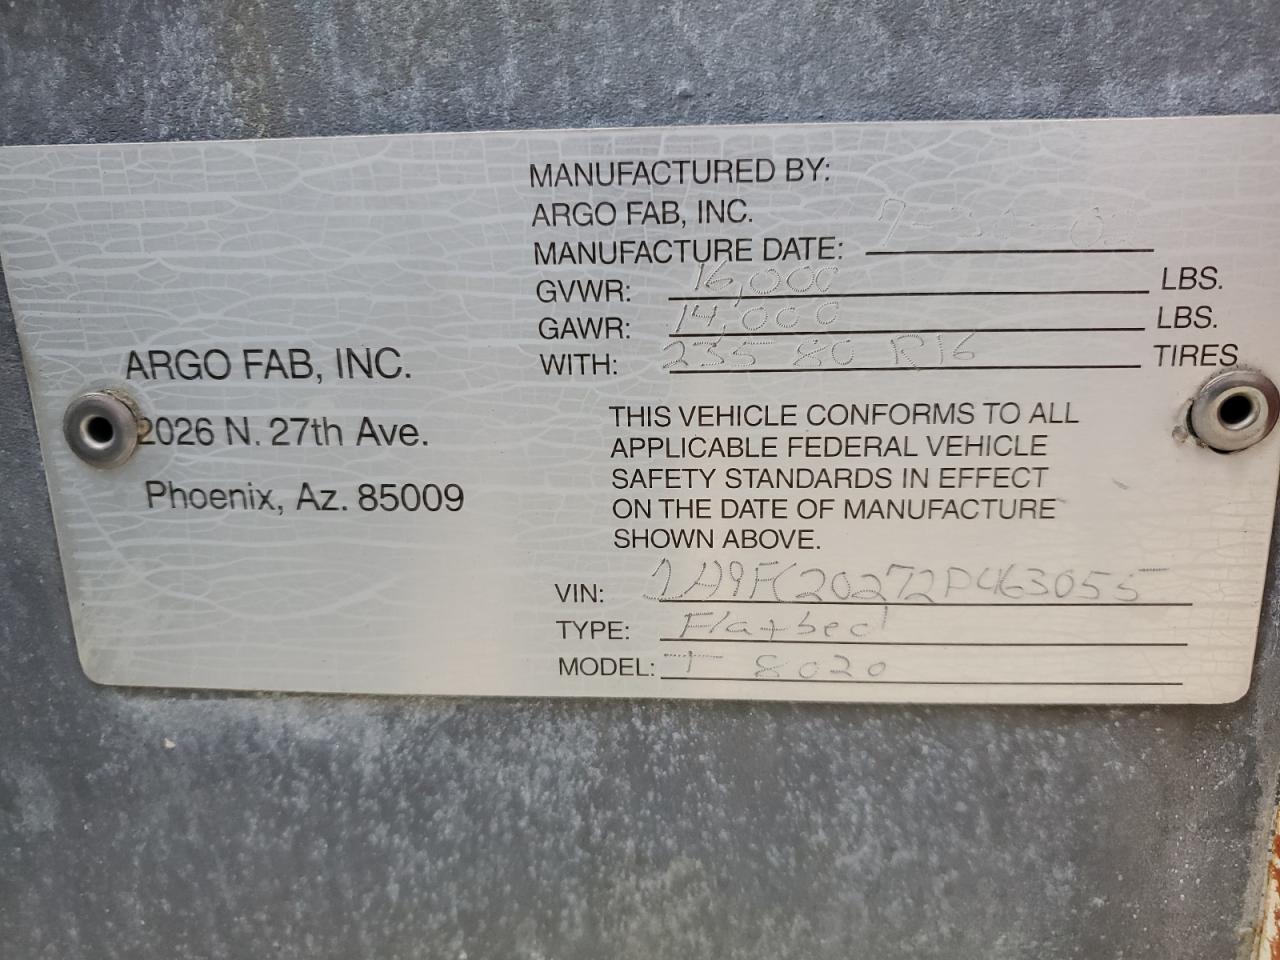 MANUFACTURED BY:
ARGO FAB, INC.
MANUFACTURE DATE:
GVWR: 16,000 LBS.
GAWR: 14,000 LBS.
WITH: 235 80 R16 TIRES
ARGO FAB, INC.
2026 N. 27th Ave.
Phoenix, Az. 85009
THIS VEHICLE CONFORMS TO ALL
APPLICABLE FEDERAL VEHICLE
SAFETY STANDARDS IN EFFECT
ON THE DATE OF MANUFACTURE
SHOWN ABOVE.
VIN:
TYPE: Flatbed
MODEL: T 8020